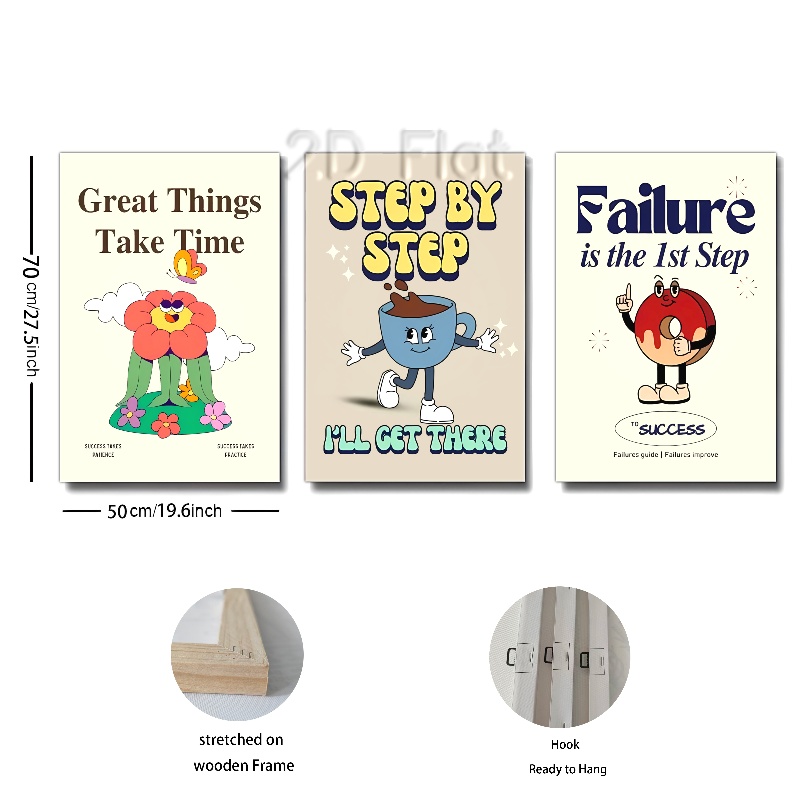 2D Flat
Great Things
Take Time
SUCCESS TAKES
PATIENCE
SUCCESS TAKES
PRACTICE
STEP BY
STEP
I'LL GET THERE
Failure
is the 1st Step
TO SUCCESS
Failures guide | Failures improve
70 cm/27.5inch
50 cm/19.6inch
stretched on
wooden Frame
Hook
Ready to Hang